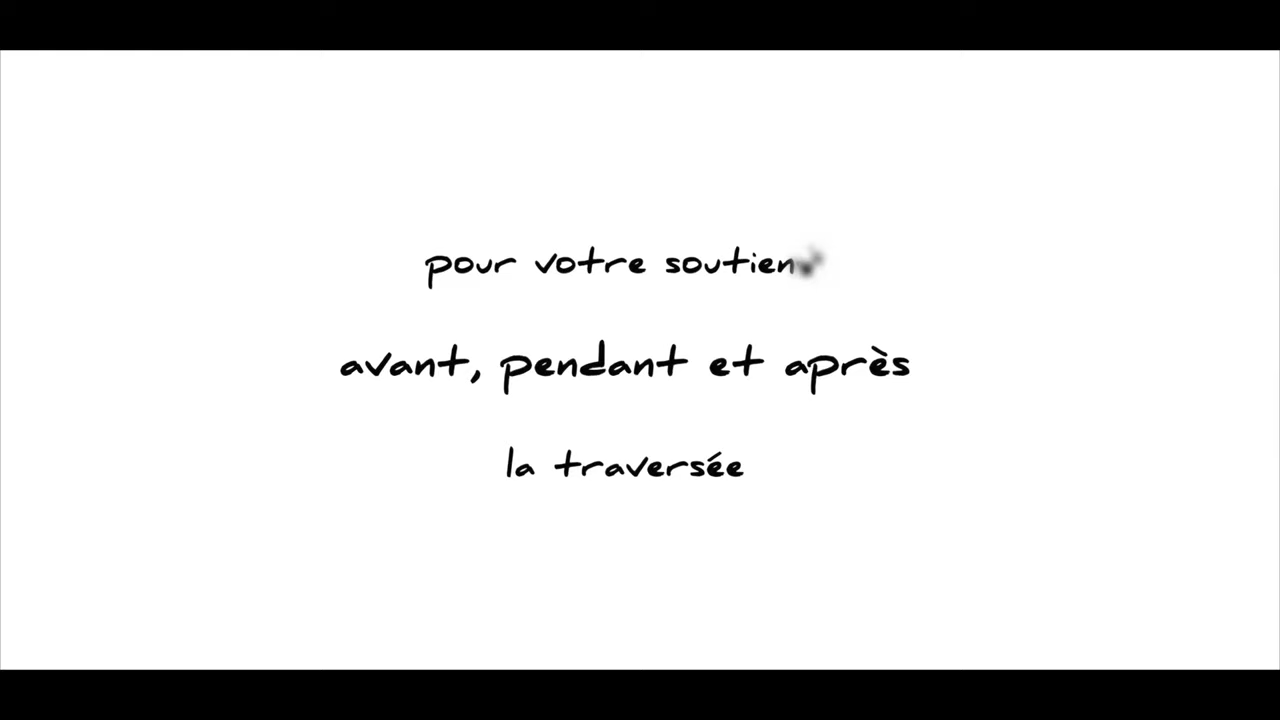 pour votre soutien
avant, pendant et après
la traversée